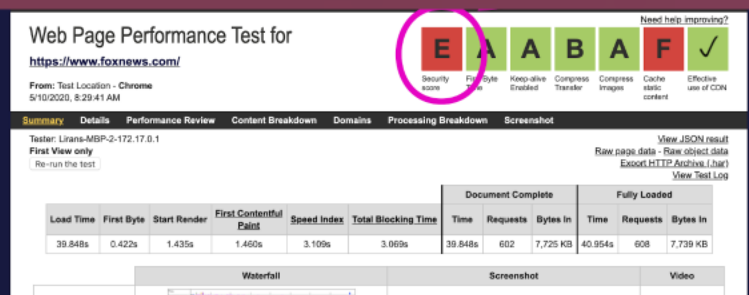 Need help improving?
Web Page Performance Test for
https://www.foxnews.com/
From: Test Location - Chrome
5/10/2020, 8:29:41 AM
E A A B A F ✓
Security score
First Byte Time
Keep-alive Enabled
Compress Transfer
Compress Images
Cache static content
Effective use of CDN
Summary Details Performance Review Content Breakdown Domains Processing Breakdown Screenshot
Tester: Lirans-MBP-2-172.17.0.1
First View only
Re-run the test
View JSON result
Raw page data - Raw object data
Export HTTP Archive (.har)
View Test Log
Document Complete Fully Loaded
Load Time First Byte Start Render First Contentful Paint Speed Index Total Blocking Time Time Requests Bytes In Time Requests Bytes In
39.848s 0.422s 1.435s 1.460s 3.109s 3.069s 39.848s 602 7,725 KB 40.954s 608 7,739 KB
Waterfall Screenshot Video